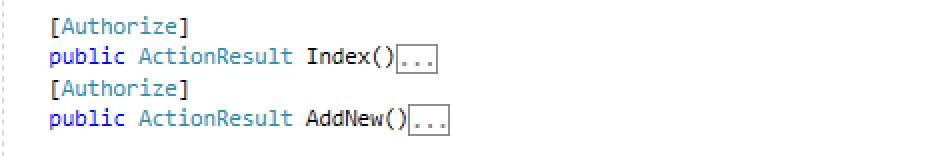 [Authorize]
public ActionResult Index()...
[Authorize]
public ActionResult AddNew()...